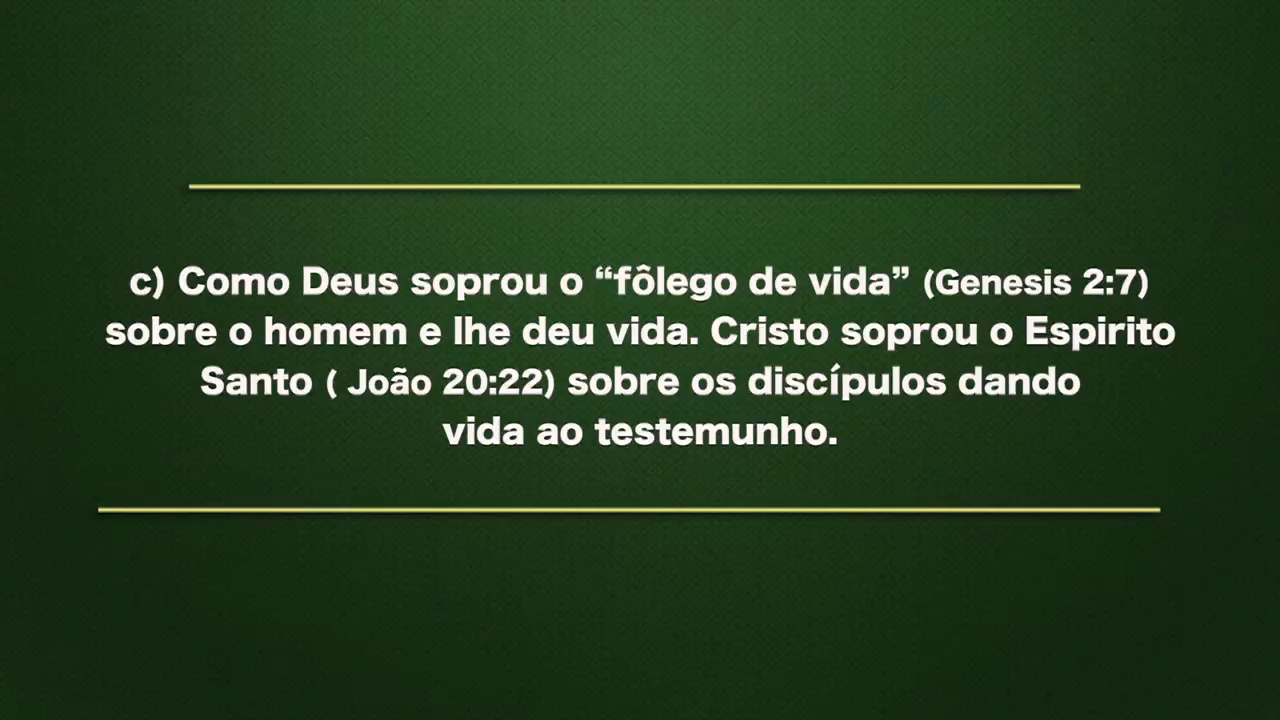 c) Como Deus soprou o “fôlego de vida” (Genesis 2:7)
sobre o homem e lhe deu vida. Cristo soprou o Espirito
Santo ( João 20:22) sobre os discípulos dando
vida ao testemunho.